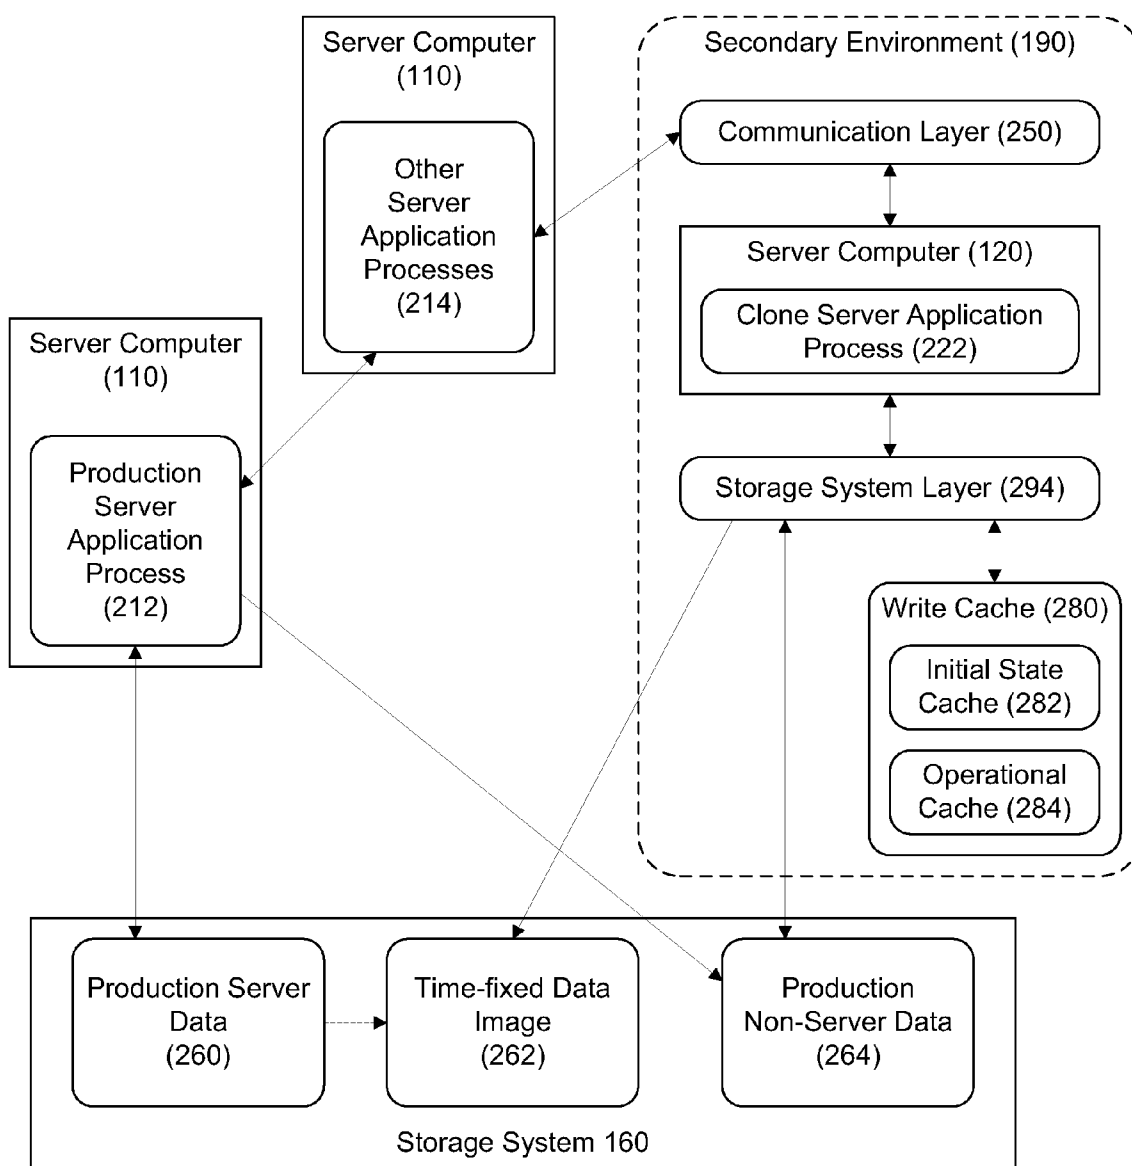 Server Computer
(110)
Other
Server
Application
Processes
(214)
Server Computer
(110)
Production
Server
Application
Process
(212)
Secondary Environment (190)
Communication Layer (250)
Server Computer (120)
Clone Server Application
Process (222)
Storage System Layer (294)
Write Cache (280)
Initial State
Cache (282)
Operational
Cache (284)
Production Server
Data
(260)
Time-fixed Data
Image
(262)
Production
Non-Server Data
(264)
Storage System 160